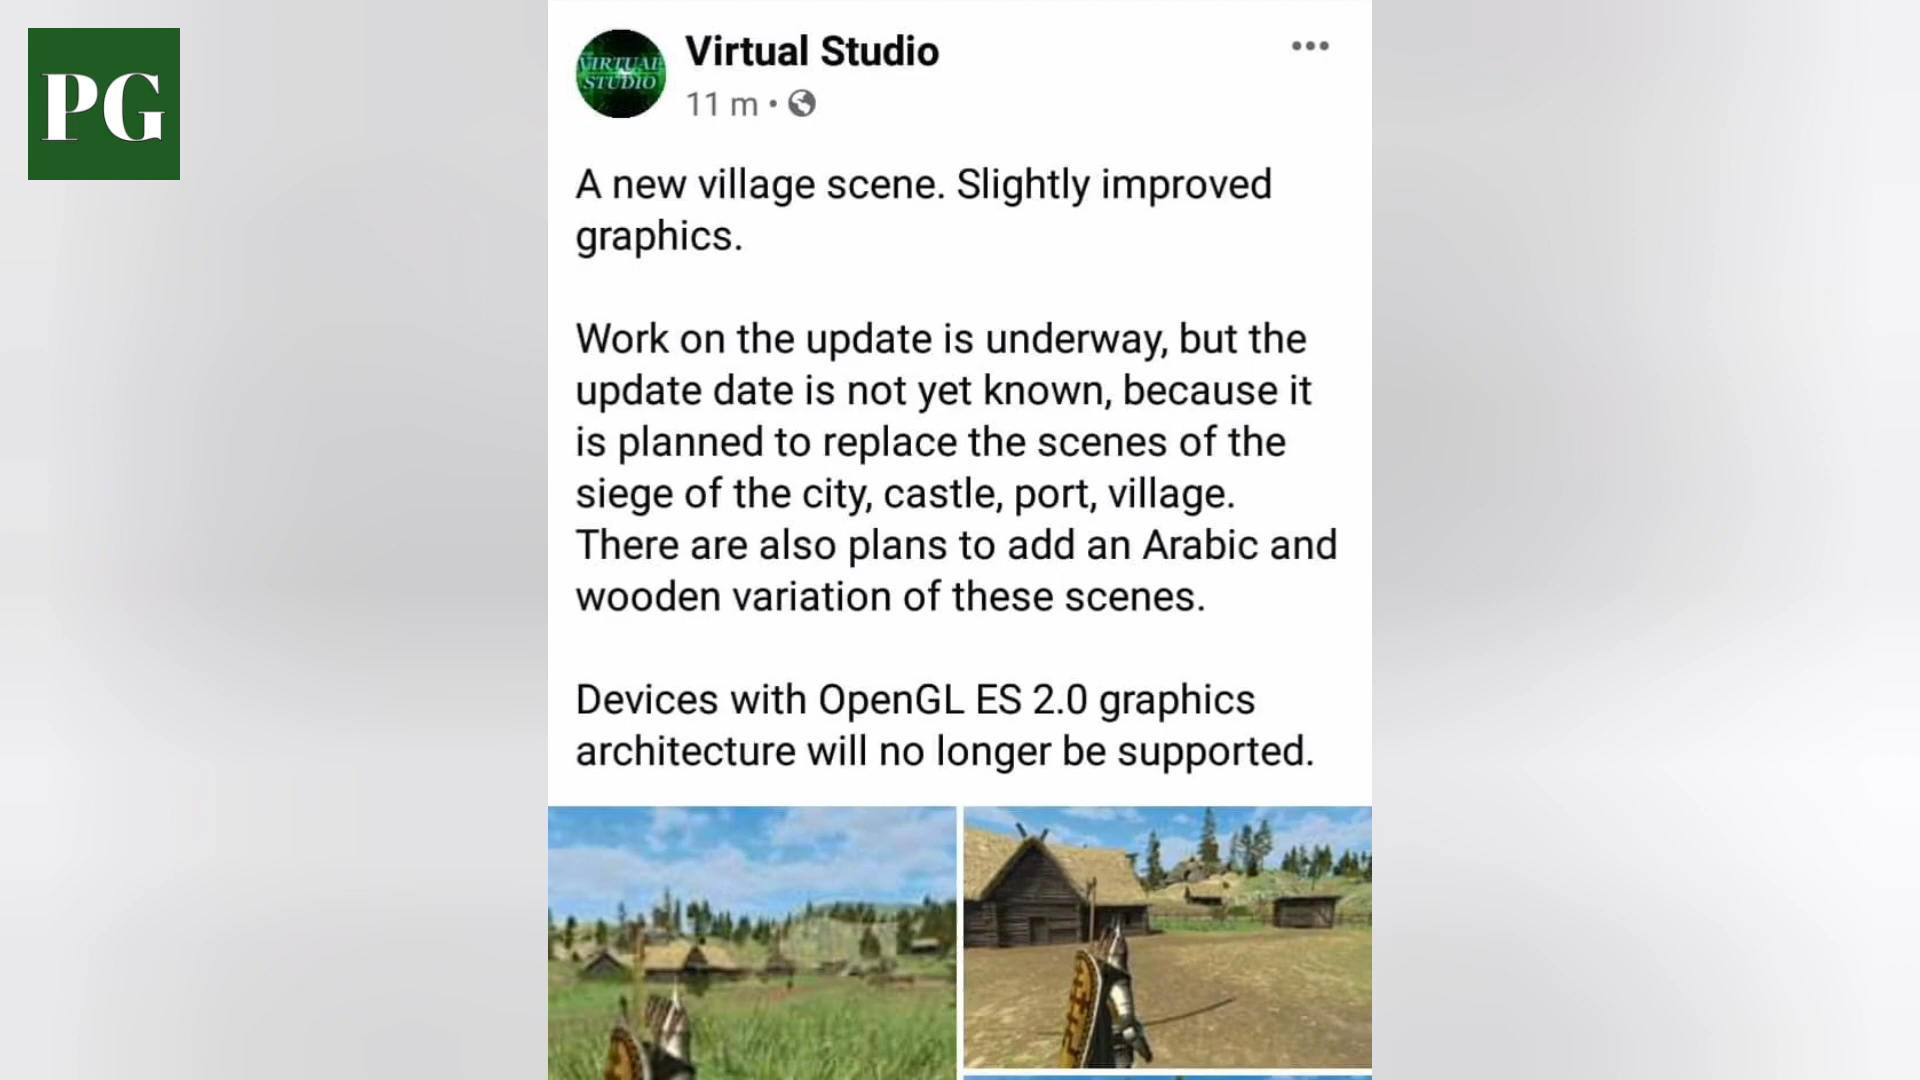 PG
VIRTUAL
STUDIO
Virtual Studio
11 m
A new village scene. Slightly improved
graphics.
Work on the update is underway, but the
update date is not yet known, because it
is planned to replace the scenes of the
siege of the city, castle, port, village.
There are also plans to add an Arabic and
wooden variation of these scenes.
Devices with OpenGL ES 2.0 graphics
architecture will no longer be supported.